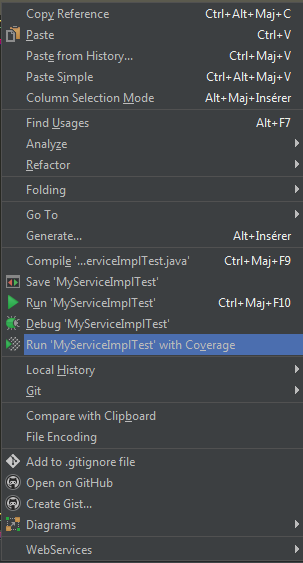 Copy Reference Ctrl+Alt+Maj+C
Paste Ctrl+V
Paste from History... Ctrl+Maj+V
Paste Simple Ctrl+Alt+Maj+V
Column Selection Mode Alt+Maj+Insérer
Find Usages Alt+F7
Analyze
Refactor
Folding
Go To
Generate... Alt+Insérer
Compile '...erviceImplTest.java' Ctrl+Maj+F9
Save 'MyServiceImplTest'
Run 'MyServiceImplTest' Ctrl+Maj+F10
Debug 'MyServiceImplTest'
Run 'MyServiceImplTest' with Coverage
Local History
Git
Compare with Clipboard
File Encoding
Add to .gitignore file
Open on GitHub
Create Gist...
Diagrams
WebServices